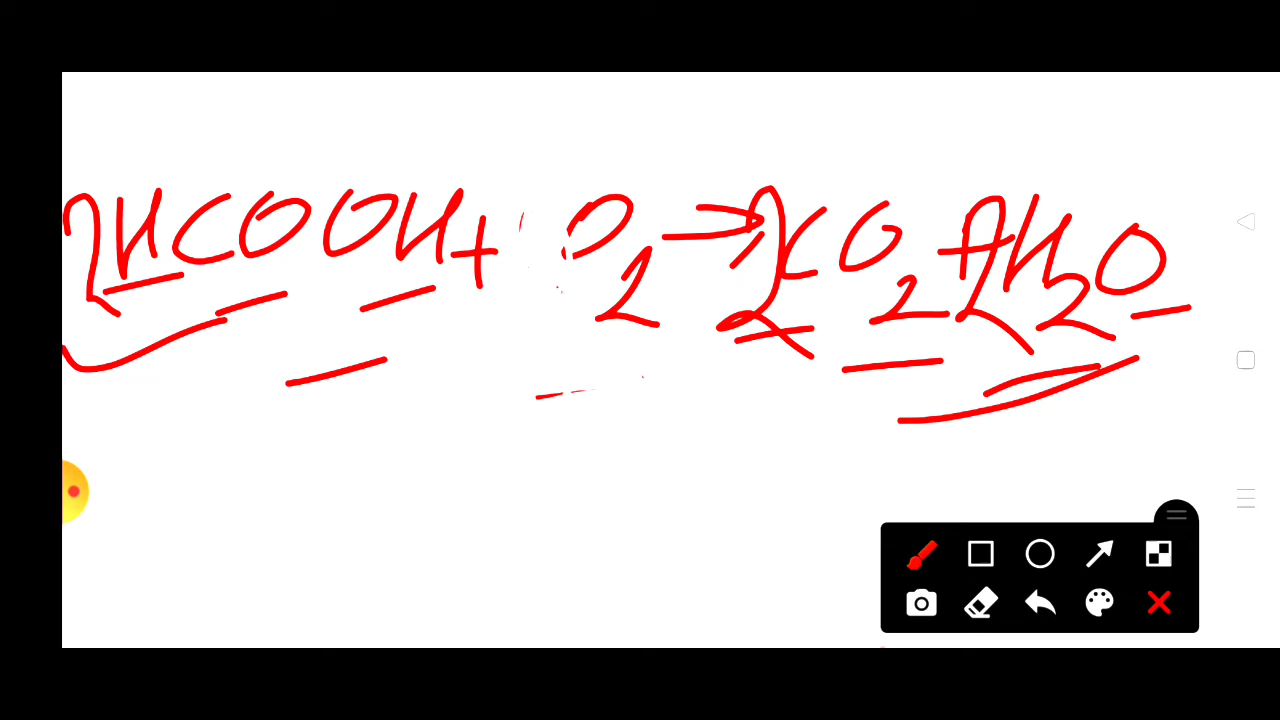 2HCOOH + O2 → 2CO2 + 2H2O